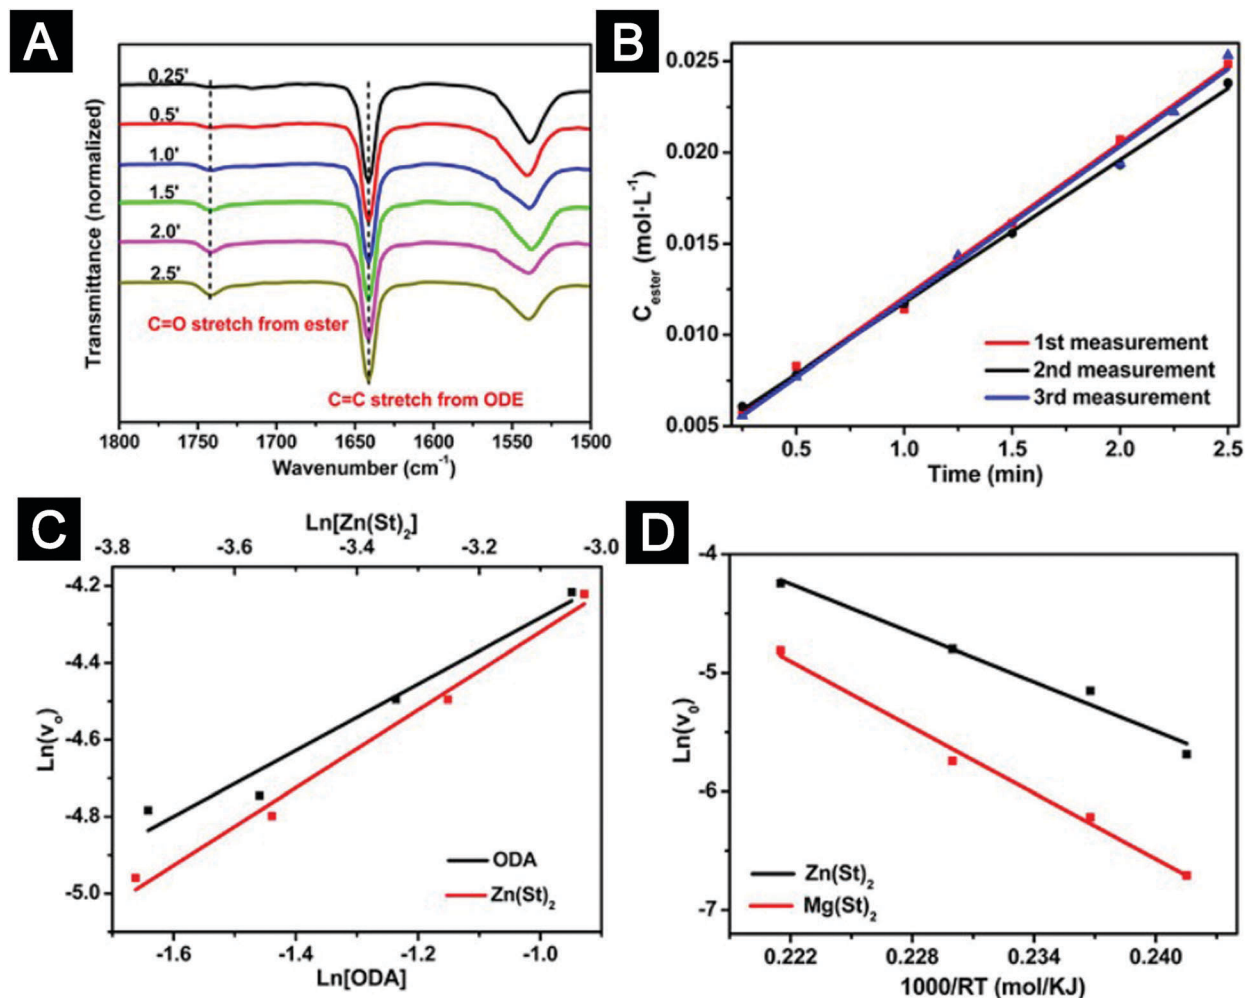 A
0.25'
0.5'
1.0'
1.5'
2.0'
2.5'
C=O stretch from ester
C=C stretch from ODE
Transmittance (normalized)
1800 1750 1700 1650 1600 1550 1500
Wavenumber (cm⁻¹)
B
0.025
0.020
0.015
0.010
0.005
C_ester (mol·L⁻¹)
1st measurement
2nd measurement
3rd measurement
0.5 1.0 1.5 2.0 2.5
Time (min)
C
Ln[Zn(St)₂]
-3.8 -3.6 -3.4 -3.2 -3.0
-4.2
-4.4
-4.6
-4.8
-5.0
Ln(v₀)
ODA
Zn(St)₂
-1.6 -1.4 -1.2 -1.0
Ln[ODA]
D
-4
-5
-6
-7
Ln(v₀)
Zn(St)₂
Mg(St)₂
0.222 0.228 0.234 0.240
1000/RT (mol/KJ)